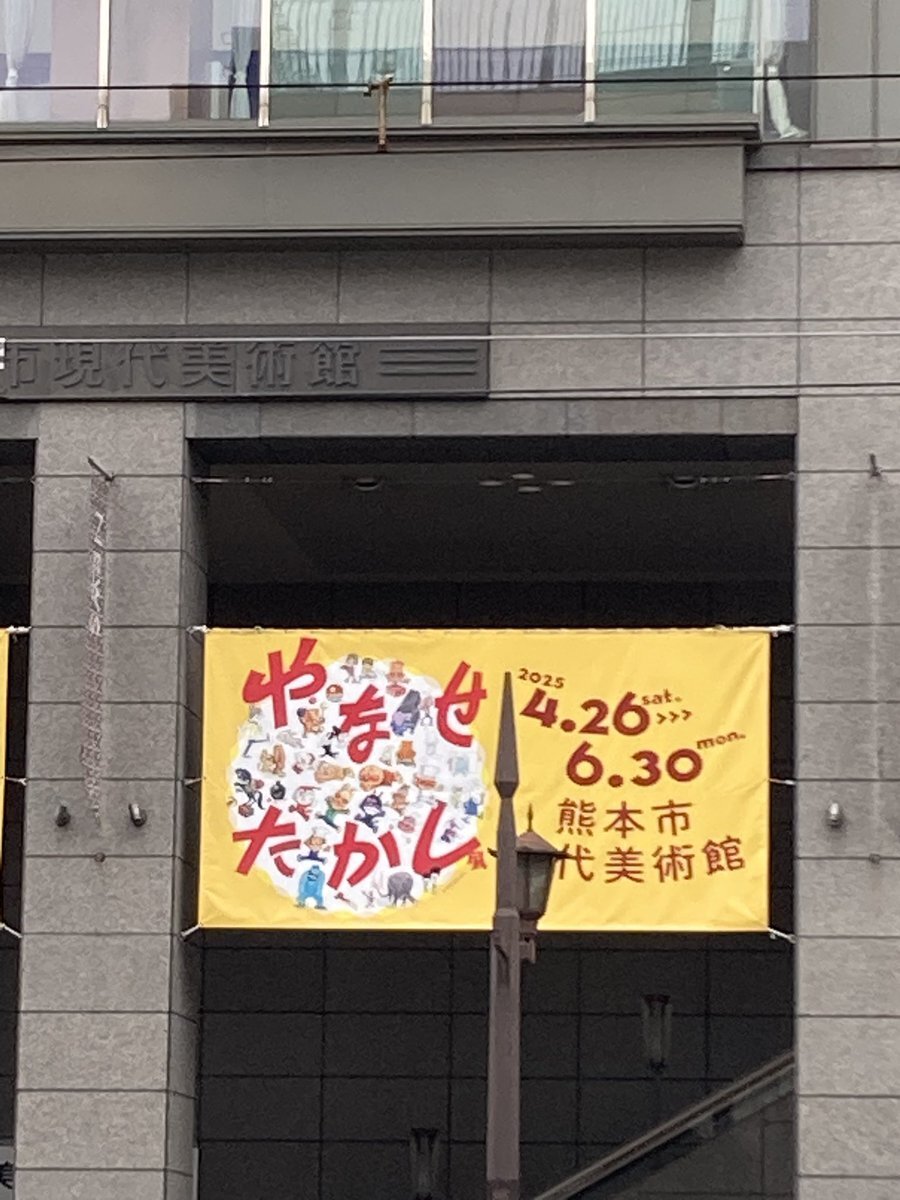 市現代美術館
やなせ
たかし展
2025
4.26 sat. >>>
6.30 mon.
熊本市
代美術館